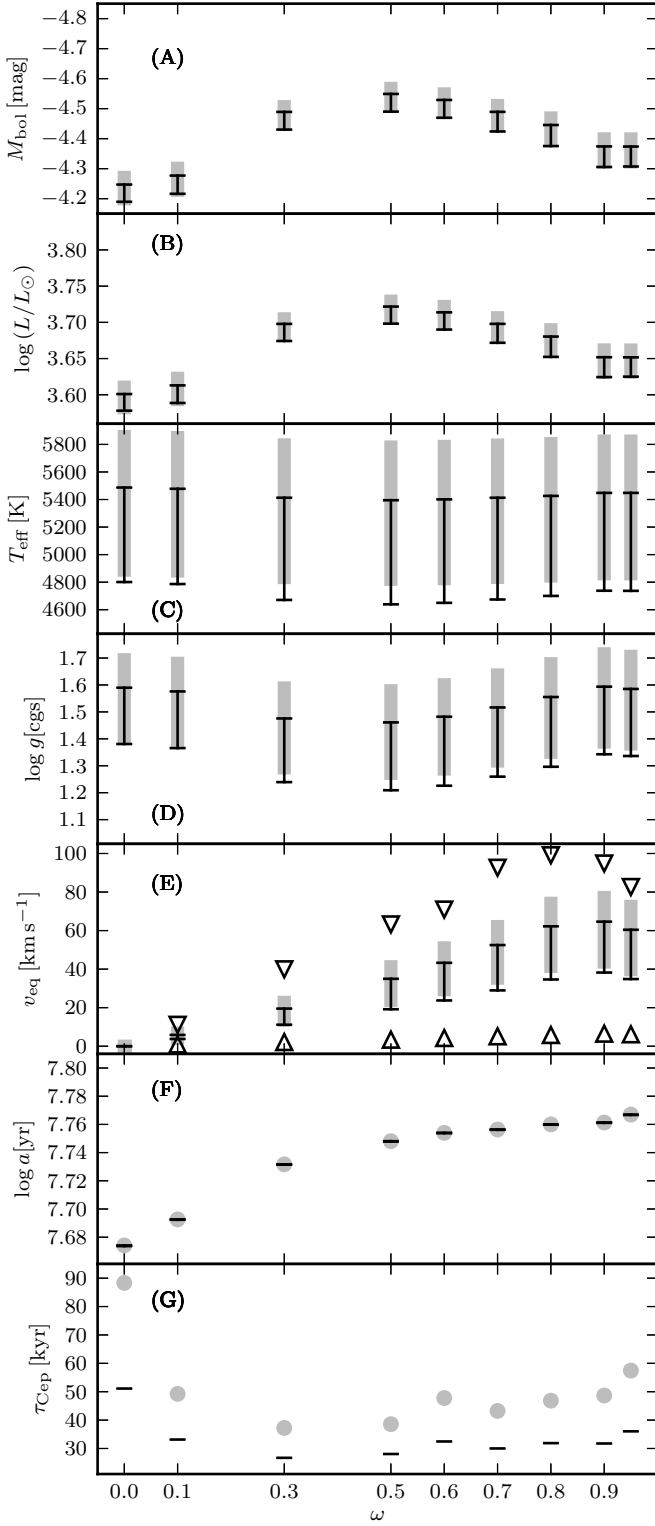 −4.8
−4.7
−4.6
−4.5
−4.4
−4.3
−4.2
M_bol [mag]
(A)
3.80
3.75
3.70
3.65
3.60
log (L/L⊙)
(B)
5800
5600
5400
5200
5000
4800
4600
T_eff [K]
(C)
1.7
1.6
1.5
1.4
1.3
1.2
1.1
log g[cgs]
(D)
100
80
60
40
20
0
v_eq [km s⁻¹]
(E)
7.80
7.78
7.76
7.74
7.72
7.70
7.68
log a[yr]
(F)
90
80
70
60
50
40
30
τ_Cep [kyr]
(G)
0.0 0.1 0.3 0.5 0.6 0.7 0.8 0.9
ω